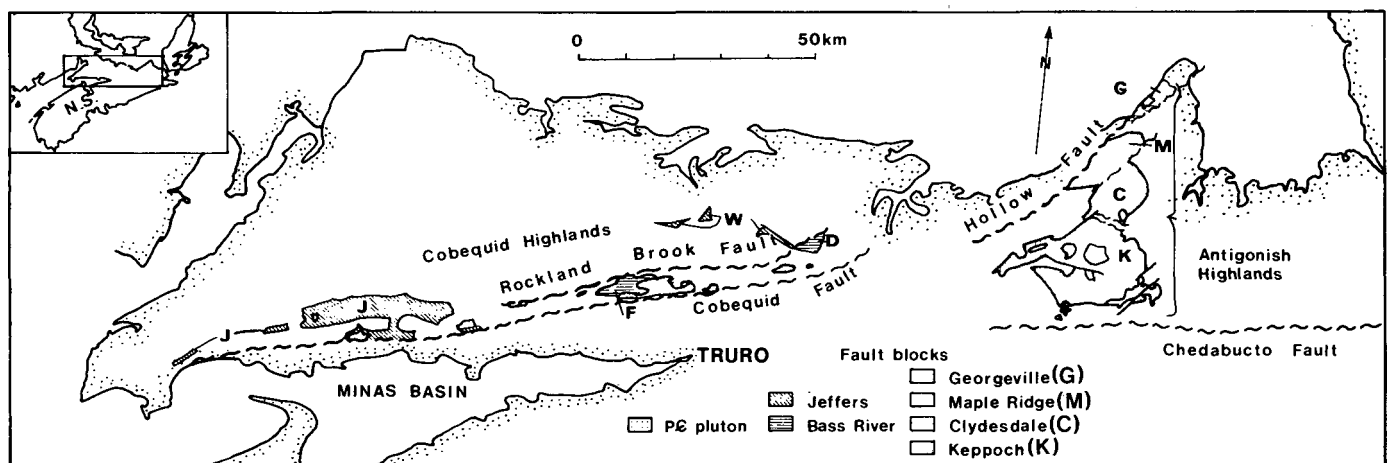 N.S.
0 50km
N
G
Hollow Fault
M
C
W
D
K
Cobequid Highlands
Rockland Brook Fault
Antigonish
Highlands
J
J
F
Cobequid Fault
Chedabucto Fault
TRURO
MINAS BASIN
Fault blocks
Georgeville(G)
Maple Ridge(M)
Clydesdale(C)
Keppoch(K)
Jeffers
P€ pluton
Bass River